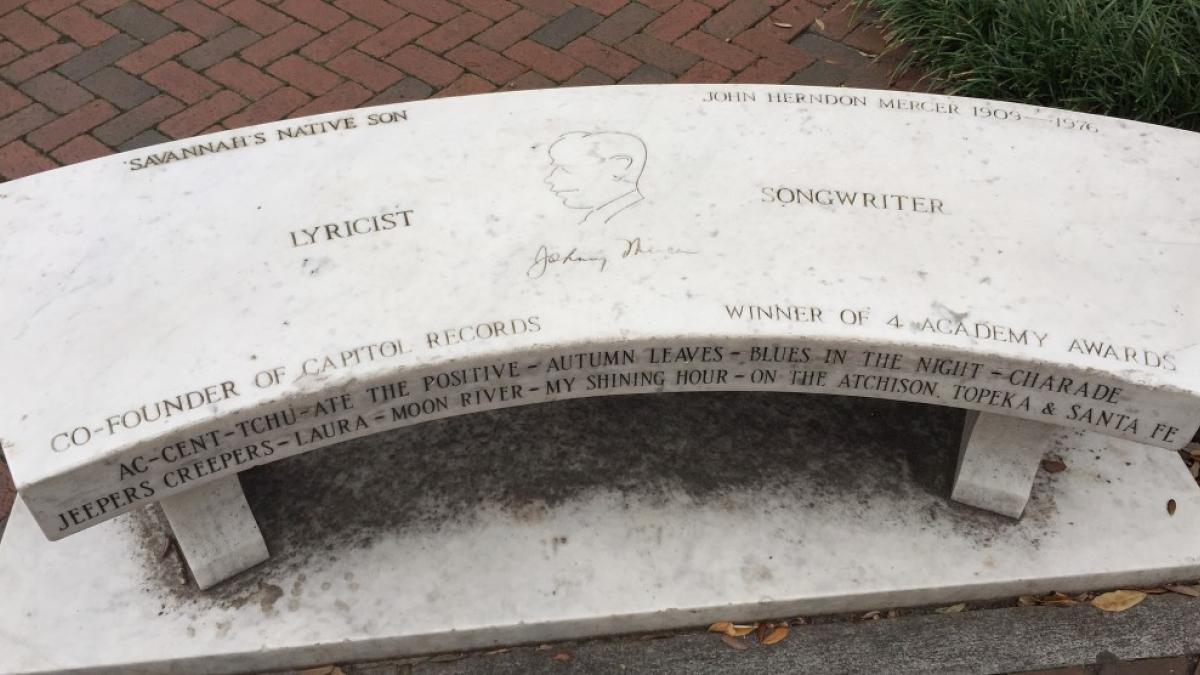 SAVANNAH'S NATIVE SON
JOHN HERNDON MERCER 1909—1976
LYRICIST
SONGWRITER
Johnny Mercer
CO-FOUNDER OF CAPITOL RECORDS
WINNER OF 4 ACADEMY AWARDS
AC-CENT-TCHU-ATE THE POSITIVE - AUTUMN LEAVES - BLUES IN THE NIGHT - CHARADE
JEEPERS CREEPERS - LAURA - MOON RIVER - MY SHINING HOUR - ON THE ATCHISON, TOPEKA & SANTA FE